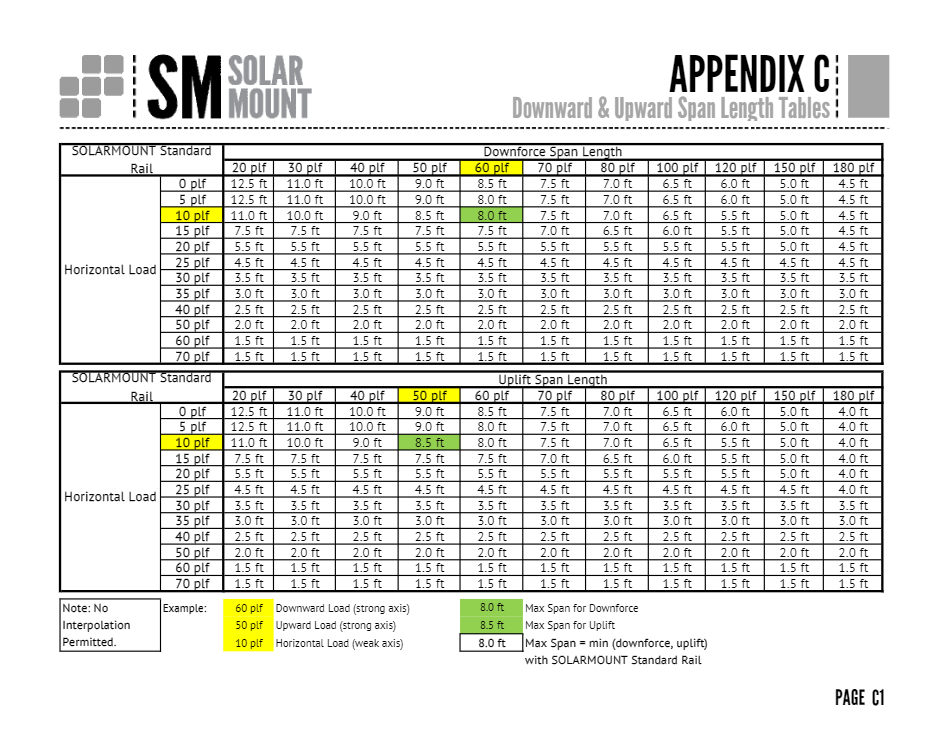 SM SOLAR MOUNT
APPENDIX C
Downward & Upward Span Length Tables
SOLARMOUNT Standard Rail Downforce Span Length
20 plf 30 plf 40 plf 50 plf 60 plf 70 plf 80 plf 100 plf 120 plf 150 plf 180 plf
0 plf 12.5 ft 11.0 ft 10.0 ft 9.0 ft 8.5 ft 7.5 ft 7.0 ft 6.5 ft 6.0 ft 5.0 ft 4.5 ft
5 plf 12.5 ft 11.0 ft 10.0 ft 9.0 ft 8.0 ft 7.5 ft 7.0 ft 6.5 ft 6.0 ft 5.0 ft 4.5 ft
10 plf 11.0 ft 10.0 ft 9.0 ft 8.5 ft 8.0 ft 7.5 ft 7.0 ft 6.5 ft 5.5 ft 5.0 ft 4.5 ft
15 plf 7.5 ft 7.5 ft 7.5 ft 7.5 ft 7.5 ft 7.0 ft 6.5 ft 6.0 ft 5.5 ft 5.0 ft 4.5 ft
20 plf 5.5 ft 5.5 ft 5.5 ft 5.5 ft 5.5 ft 5.5 ft 5.5 ft 5.5 ft 5.5 ft 5.0 ft 4.5 ft
Horizontal Load 25 plf 4.5 ft 4.5 ft 4.5 ft 4.5 ft 4.5 ft 4.5 ft 4.5 ft 4.5 ft 4.5 ft 4.5 ft 4.5 ft
30 plf 3.5 ft 3.5 ft 3.5 ft 3.5 ft 3.5 ft 3.5 ft 3.5 ft 3.5 ft 3.5 ft 3.5 ft 3.5 ft
35 plf 3.0 ft 3.0 ft 3.0 ft 3.0 ft 3.0 ft 3.0 ft 3.0 ft 3.0 ft 3.0 ft 3.0 ft 3.0 ft
40 plf 2.5 ft 2.5 ft 2.5 ft 2.5 ft 2.5 ft 2.5 ft 2.5 ft 2.5 ft 2.5 ft 2.5 ft 2.5 ft
50 plf 2.0 ft 2.0 ft 2.0 ft 2.0 ft 2.0 ft 2.0 ft 2.0 ft 2.0 ft 2.0 ft 2.0 ft 2.0 ft
60 plf 1.5 ft 1.5 ft 1.5 ft 1.5 ft 1.5 ft 1.5 ft 1.5 ft 1.5 ft 1.5 ft 1.5 ft 1.5 ft
70 plf 1.5 ft 1.5 ft 1.5 ft 1.5 ft 1.5 ft 1.5 ft 1.5 ft 1.5 ft 1.5 ft 1.5 ft 1.5 ft
SOLARMOUNT Standard Rail Uplift Span Length
20 plf 30 plf 40 plf 50 plf 60 plf 70 plf 80 plf 100 plf 120 plf 150 plf 180 plf
0 plf 12.5 ft 11.0 ft 10.0 ft 9.0 ft 8.5 ft 7.5 ft 7.0 ft 6.5 ft 6.0 ft 5.0 ft 4.0 ft
5 plf 12.5 ft 11.0 ft 10.0 ft 9.0 ft 8.0 ft 7.5 ft 7.0 ft 6.5 ft 6.0 ft 5.0 ft 4.0 ft
10 plf 11.0 ft 10.0 ft 9.0 ft 8.5 ft 8.0 ft 7.5 ft 7.0 ft 6.5 ft 5.5 ft 5.0 ft 4.0 ft
15 plf 7.5 ft 7.5 ft 7.5 ft 7.5 ft 7.5 ft 7.0 ft 6.5 ft 6.0 ft 5.5 ft 5.0 ft 4.0 ft
20 plf 5.5 ft 5.5 ft 5.5 ft 5.5 ft 5.5 ft 5.5 ft 5.5 ft 5.5 ft 5.5 ft 5.0 ft 4.0 ft
Horizontal Load 25 plf 4.5 ft 4.5 ft 4.5 ft 4.5 ft 4.5 ft 4.5 ft 4.5 ft 4.5 ft 4.5 ft 4.5 ft 4.0 ft
30 plf 3.5 ft 3.5 ft 3.5 ft 3.5 ft 3.5 ft 3.5 ft 3.5 ft 3.5 ft 3.5 ft 3.5 ft 3.5 ft
35 plf 3.0 ft 3.0 ft 3.0 ft 3.0 ft 3.0 ft 3.0 ft 3.0 ft 3.0 ft 3.0 ft 3.0 ft 3.0 ft
40 plf 2.5 ft 2.5 ft 2.5 ft 2.5 ft 2.5 ft 2.5 ft 2.5 ft 2.5 ft 2.5 ft 2.5 ft 2.5 ft
50 plf 2.0 ft 2.0 ft 2.0 ft 2.0 ft 2.0 ft 2.0 ft 2.0 ft 2.0 ft 2.0 ft 2.0 ft 2.0 ft
60 plf 1.5 ft 1.5 ft 1.5 ft 1.5 ft 1.5 ft 1.5 ft 1.5 ft 1.5 ft 1.5 ft 1.5 ft 1.5 ft
70 plf 1.5 ft 1.5 ft 1.5 ft 1.5 ft 1.5 ft 1.5 ft 1.5 ft 1.5 ft 1.5 ft 1.5 ft 1.5 ft
Note: No Example: 60 plf Downward Load (strong axis) 8.0 ft Max Span for Downforce
Interpolation 50 plf Upward Load (strong axis) 8.5 ft Max Span for Uplift
Permitted. 10 plf Horizontal Load (weak axis) 8.0 ft Max Span = min (downforce, uplift)
with SOLARMOUNT Standard Rail
PAGE C1